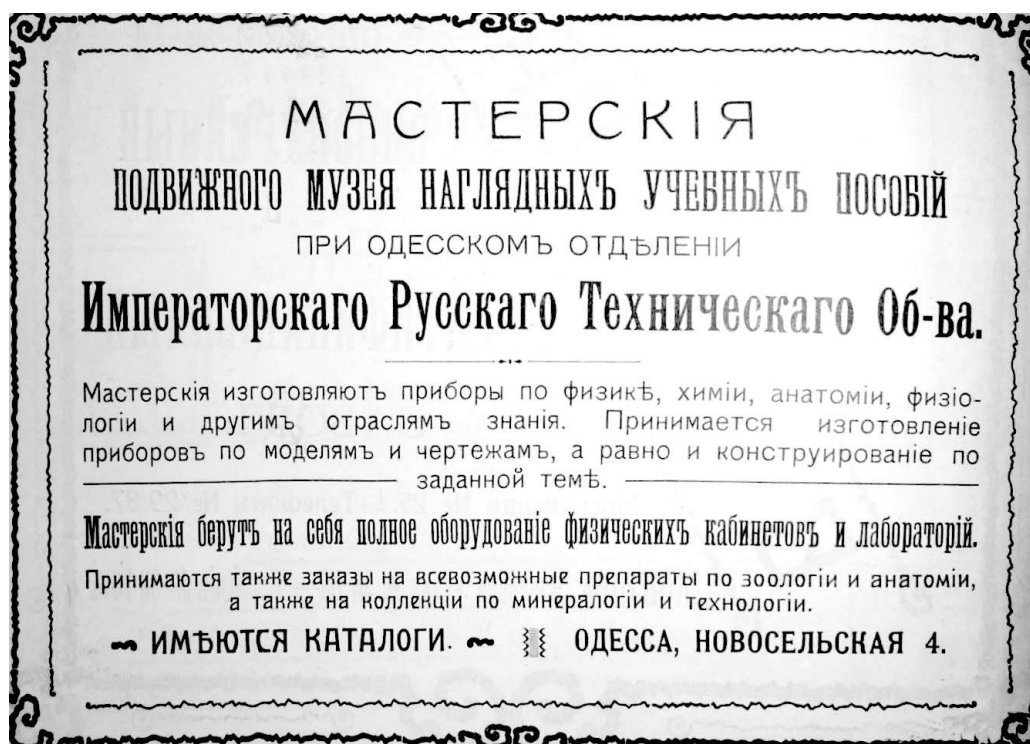 МАСТЕРСКІЯ
ПОДВИЖНОГО МУЗЕЯ НАГЛЯДНЫХЪ УЧЕБНЫХЪ ПОСОБІЙ
ПРИ ОДЕССКОМЪ ОТДѢЛЕНІИ
Императорскаго Русскаго Техническаго Об-ва.
Мастерскія изготовляютъ приборы по физикѣ, химіи, анатоміи, физіо-
логіи и другимъ отраслямъ знанія. Принимается изготовленіе
приборовъ по моделямъ и чертежамъ, а равно и конструированіе по
заданной темѣ.
Мастерскія берутъ на себя полное оборудованіе физическихъ кабинетовъ и лабораторій.
Принимаются также заказы на всевозможные препараты по зоологіи и анатоміи,
а также на коллекціи по минералогіи и технологіи.
ИМѢЮТСЯ КАТАЛОГИ. ОДЕССА, НОВОСЕЛЬСКАЯ 4.